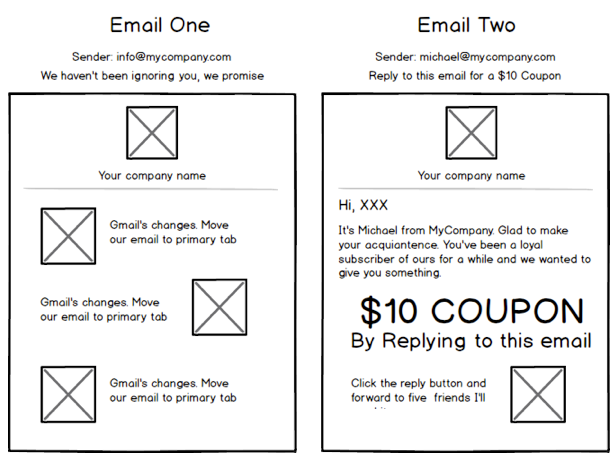 Email One
Sender: info@mycompany.com
We haven't been ignoring you, we promise
Your company name
Gmail's changes. Move
our email to primary tab
Gmail's changes. Move
our email to primary tab
Gmail's changes. Move
our email to primary tab
Email Two
Sender: michael@mycompany.com
Reply to this email for a $10 Coupon
Your company name
Hi, XXX
It's Michael from MyCompany. Glad to make
your acquiantence. You've been a loyal
subscriber of ours for a while and we wanted to
give you something.
$10 COUPON
By Replying to this email
Click the reply button and
forward to five friends I'll